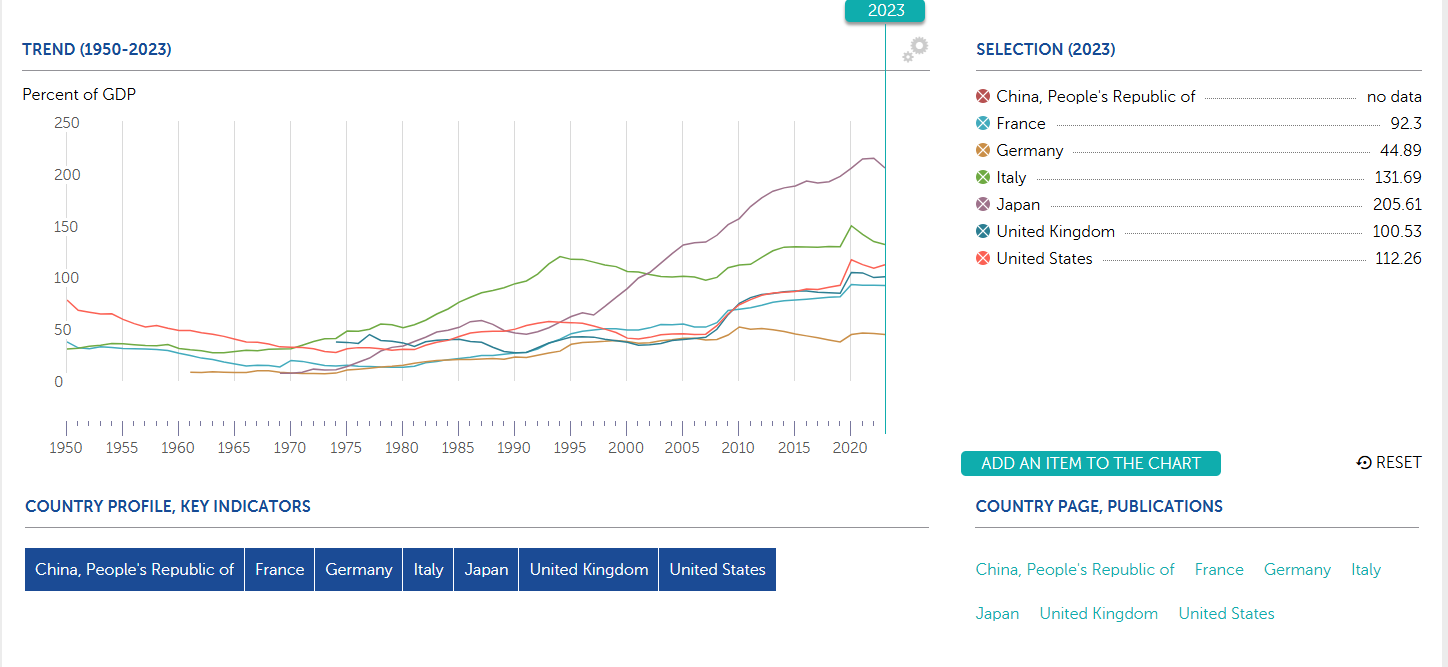 2023
TREND (1950-2023)
Percent of GDP
250
200
150
100
50
0
1950 1955 1960 1965 1970 1975 1980 1985 1990 1995 2000 2005 2010 2015 2020
SELECTION (2023)
China, People's Republic of no data
France 92.3
Germany 44.89
Italy 131.69
Japan 205.61
United Kingdom 100.53
United States 112.26
ADD AN ITEM TO THE CHART RESET
COUNTRY PROFILE, KEY INDICATORS
China, People's Republic of France Germany Italy Japan United Kingdom United States
COUNTRY PAGE, PUBLICATIONS
China, People's Republic of France Germany Italy
Japan United Kingdom United States